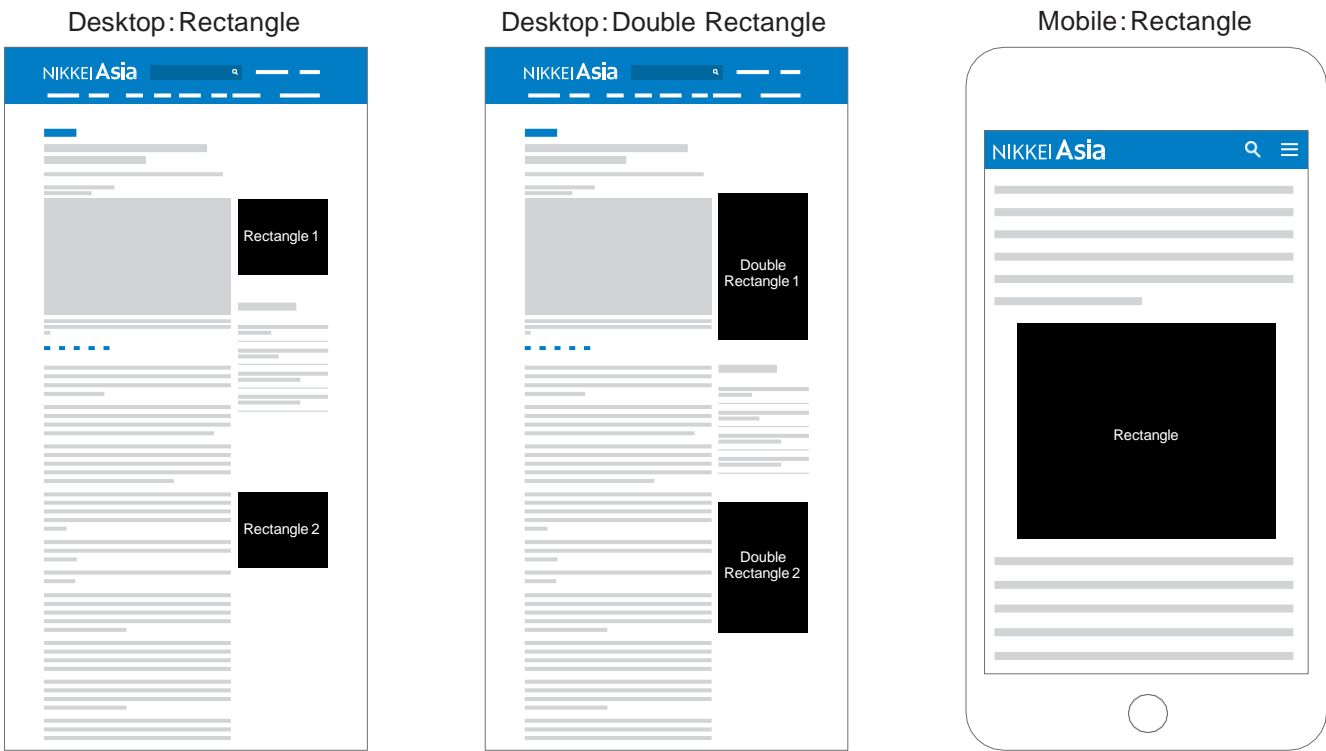 Desktop:Rectangle
NIKKEI Asia
Rectangle 1
Rectangle 2
Desktop:Double Rectangle
NIKKEI Asia
Double
Rectangle 1
Double
Rectangle 2
Mobile:Rectangle
NIKKEI Asia
Rectangle